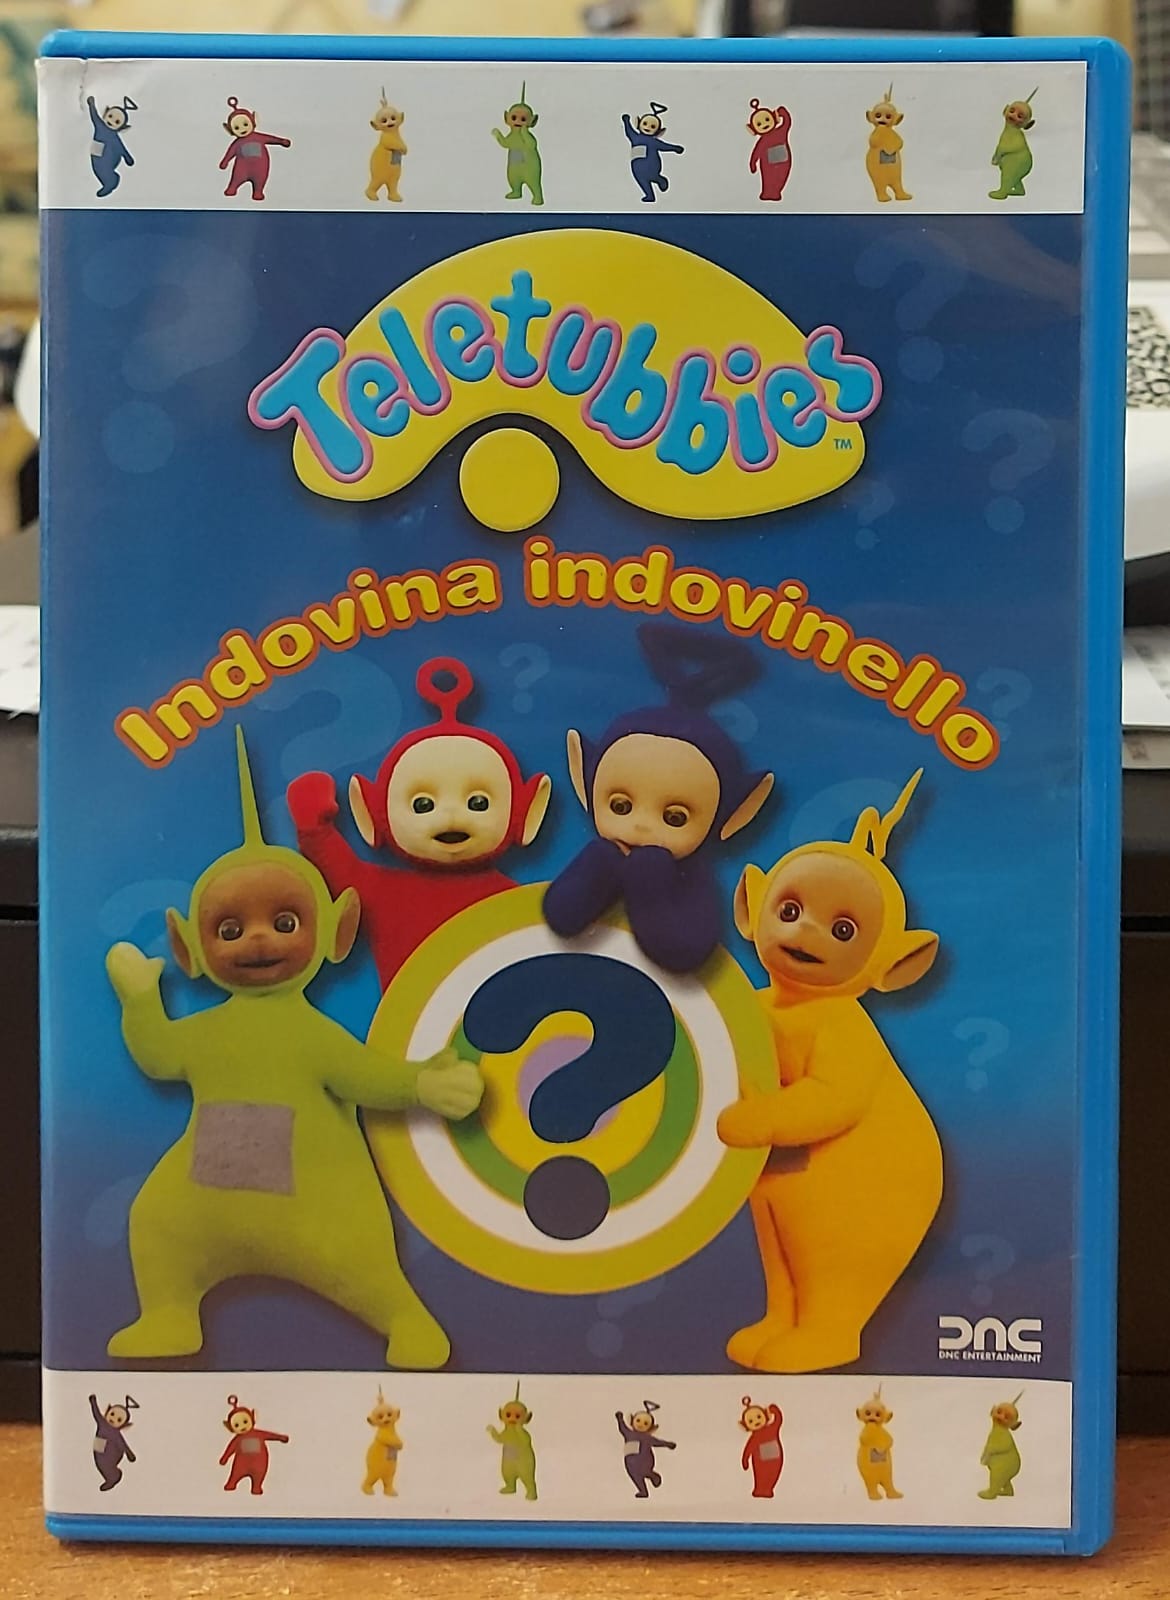 Teletubbies
TM
Indovina indovinello
?
DNC
DNC ENTERTAINMENT